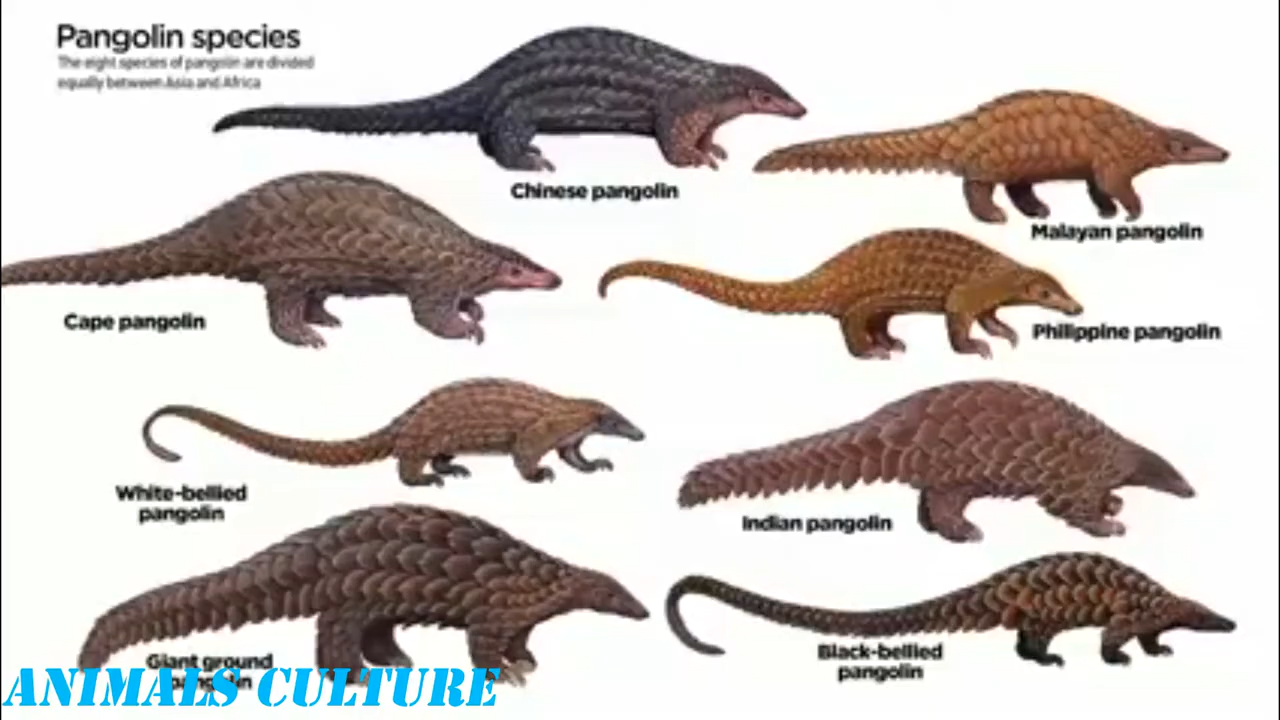 Pangolin species
The eight species of pangolin are divided
equally between Asia and Africa
Chinese pangolin
Malayan pangolin
Cape pangolin
Philippine pangolin
White-bellied
pangolin
Indian pangolin
Giant ground
pangolin
Black-bellied
pangolin
ANIMALS CULTURE